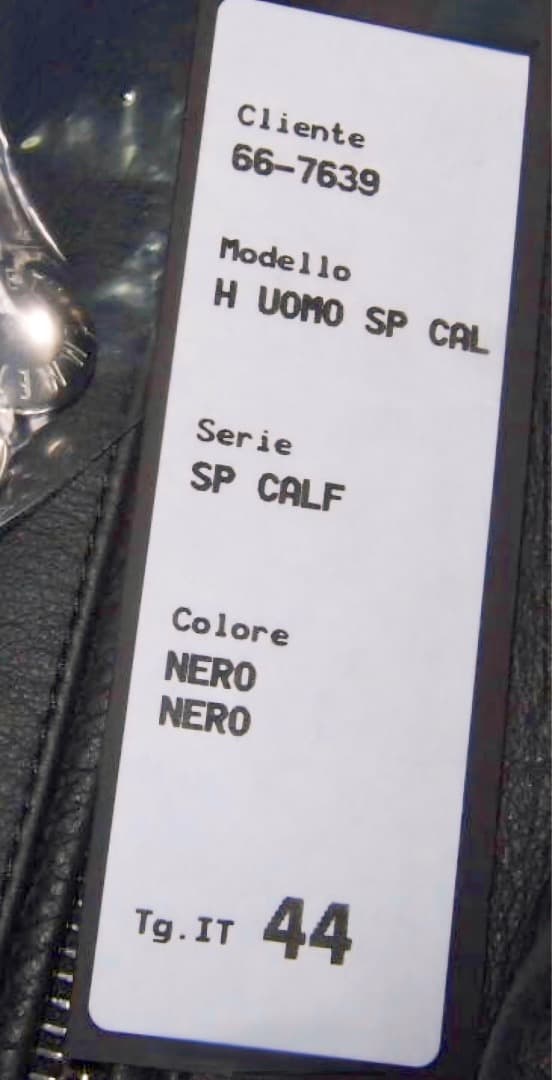 Cliente
66-7639
Modello
H UOMO SP CAL
Serie
SP CALF
Colore
NERO
NERO
Tg.IT 44